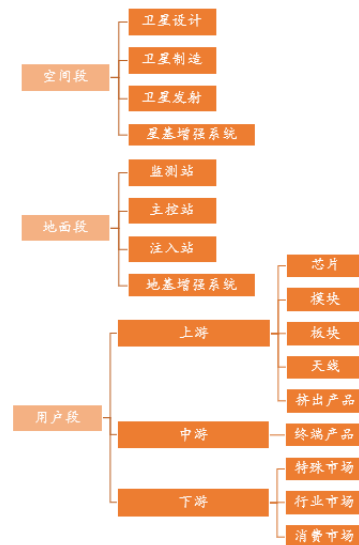 空间段
卫星设计
卫星制造
卫星发射
星基增强系统
地面段
监测站
主控站
注入站
地基增强系统
用户段
上游
芯片
模块
板块
天线
挤出产品
中游
终端产品
下游
特殊市场
行业市场
消费市场